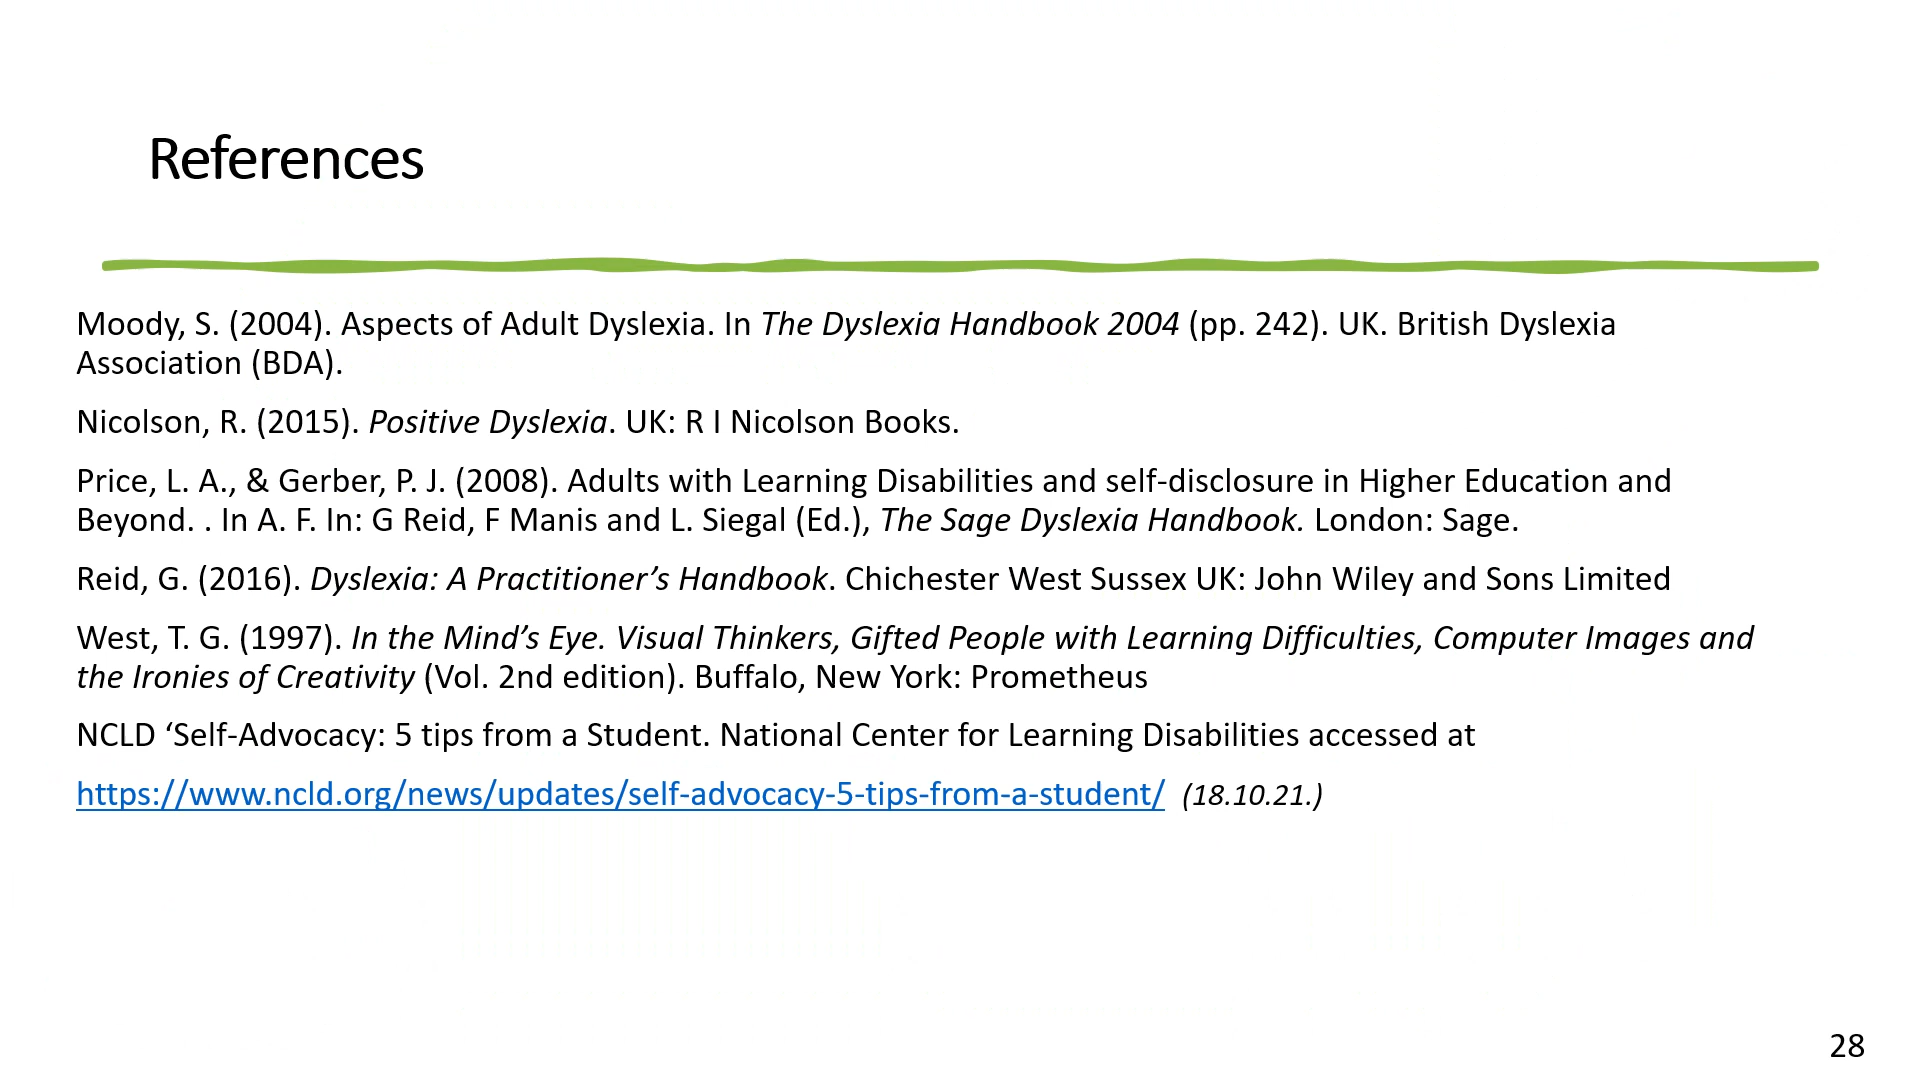 References
Moody, S. (2004). Aspects of Adult Dyslexia. In The Dyslexia Handbook 2004 (pp. 242). UK. British Dyslexia
Association (BDA).
Nicolson, R. (2015). Positive Dyslexia. UK: R I Nicolson Books.
Price, L. A., & Gerber, P. J. (2008). Adults with Learning Disabilities and self-disclosure in Higher Education and
Beyond. . In A. F. In: G Reid, F Manis and L. Siegal (Ed.), The Sage Dyslexia Handbook. London: Sage.
Reid, G. (2016). Dyslexia: A Practitioner’s Handbook. Chichester West Sussex UK: John Wiley and Sons Limited
West, T. G. (1997). In the Mind’s Eye. Visual Thinkers, Gifted People with Learning Difficulties, Computer Images and
the Ironies of Creativity (Vol. 2nd edition). Buffalo, New York: Prometheus
NCLD ‘Self-Advocacy: 5 tips from a Student. National Center for Learning Disabilities accessed at
https://www.ncld.org/news/updates/self-advocacy-5-tips-from-a-student/ (18.10.21.)
28